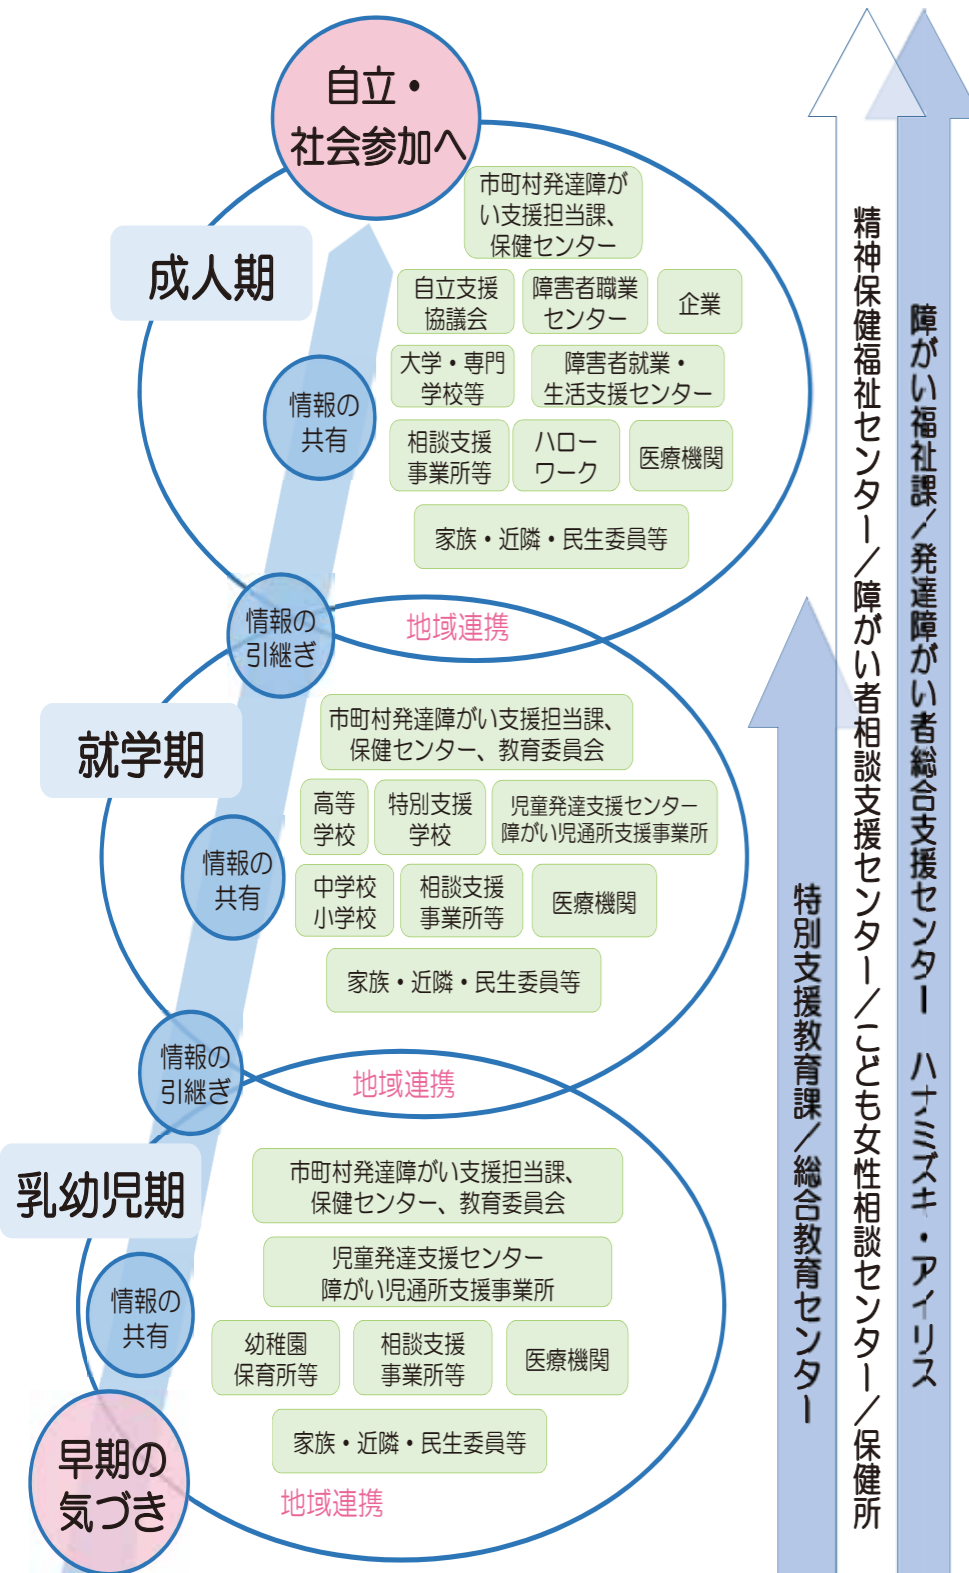 自立・
社会参加へ
市町村発達障が
い支援担当課、
保健センター
成人期
自立支援
協議会
障害者職業
センター
企業
大学・専門
学校等
障害者就業・
生活支援センター
情報の
共有
相談支援
事業所等
ハロー
ワーク
医療機関
家族・近隣・民生委員等
情報の
引継ぎ
地域連携
就学期
市町村発達障がい支援担当課、
保健センター、教育委員会
高等
学校
特別支援
学校
児童発達支援センター
障がい児通所支援事業所
情報の
共有
中学校
小学校
相談支援
事業所等
医療機関
家族・近隣・民生委員等
情報の
引継ぎ
地域連携
乳幼児期
市町村発達障がい支援担当課、
保健センター、教育委員会
児童発達支援センター
障がい児通所支援事業所
情報の
共有
幼稚園
保育所等
相談支援
事業所等
医療機関
家族・近隣・民生委員等
早期の
気づき
地域連携
特別支援教育課/総合教育センター
精神保健福祉センター/障がい者相談支援センター/こども女性相談センター/保健所
障がい福祉課/発達障がい者総合支援センター ハナミズキ・アイリス